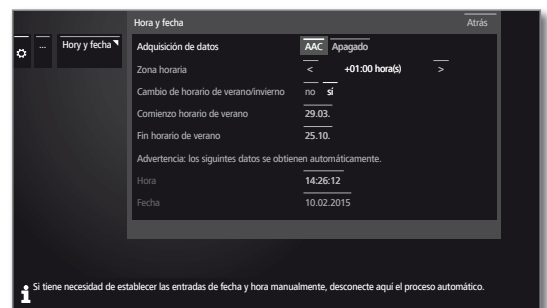 Hora y fecha Atrás
... Hory y fecha
Adquisición de datos AAC Apagado
Zona horaria < +01:00 hora(s) >
Cambio de horario de verano/invierno no sí
Comienzo horario de verano 29.03.
Fin horario de verano 25.10.
Advertencia: los siguintes datos se obtienen automáticamente.
Hora 14:26:12
Fecha 10.02.2015
Si tiene necesidad de establecer las entradas de fecha y hora manualmente, desconecte aquí el proceso automático.